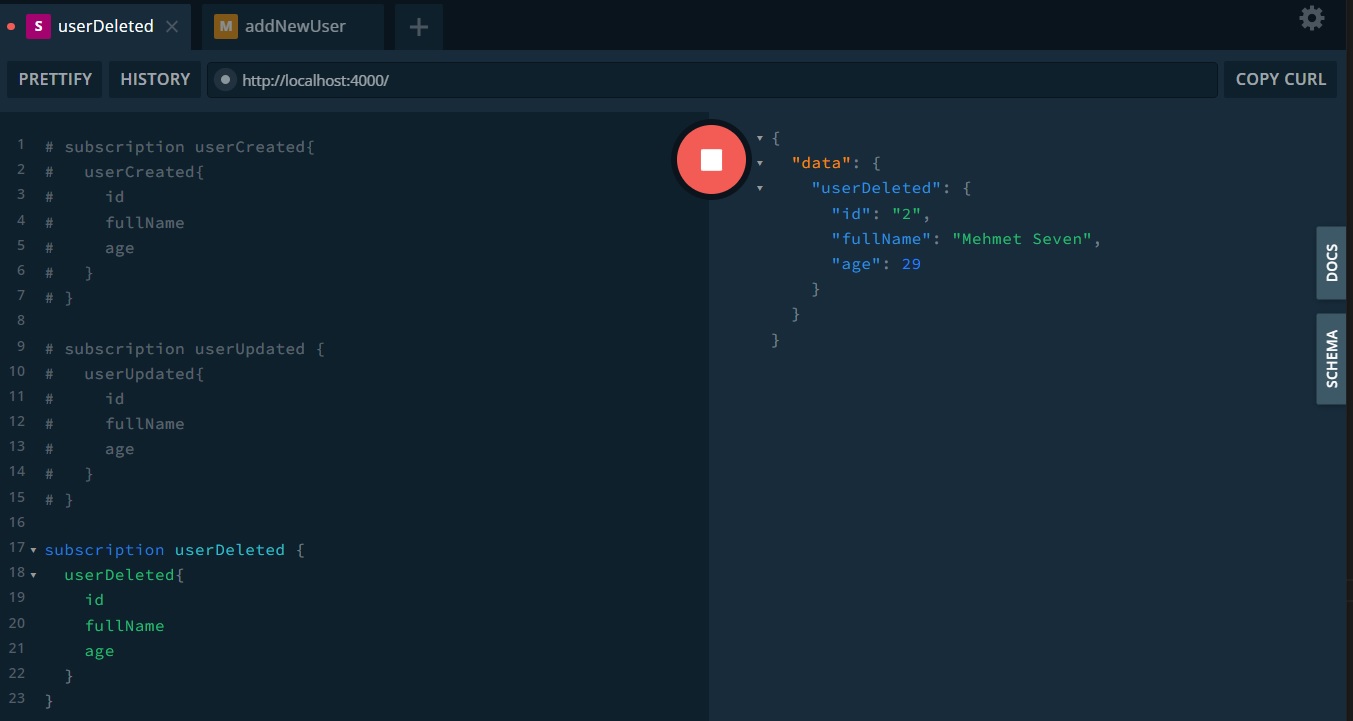 S userDeleted
M addNewUser
PRETTIFY HISTORY http://localhost:4000/ COPY CURL
1 # subscription userCreated{
2 #   userCreated{
3 #     id
4 #     fullName
5 #     age
6 #   }
7 # }
8
9 # subscription userUpdated {
10 #   userUpdated{
11 #     id
12 #     fullName
13 #     age
14 #   }
15 # }
16
17 subscription userDeleted {
18   userDeleted{
19     id
20     fullName
21     age
22   }
23 }
{
  "data": {
    "userDeleted": {
      "id": "2",
      "fullName": "Mehmet Seven",
      "age": 29
    }
  }
}
DOCS
SCHEMA